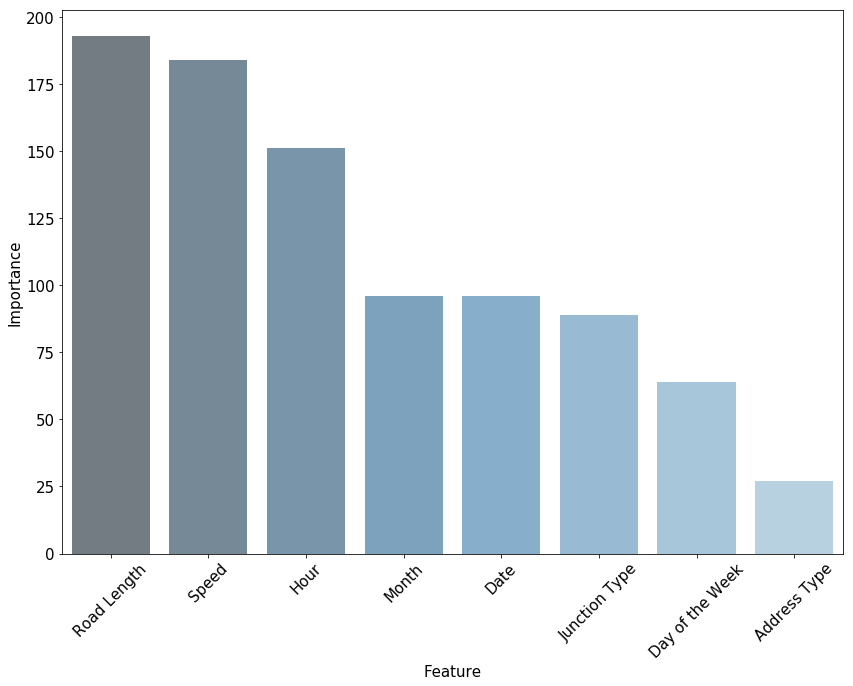 Importance
200
175
150
125
100
75
50
25
0
Road Length
Speed
Hour
Month
Date
Junction Type
Day of the Week
Address Type
Feature